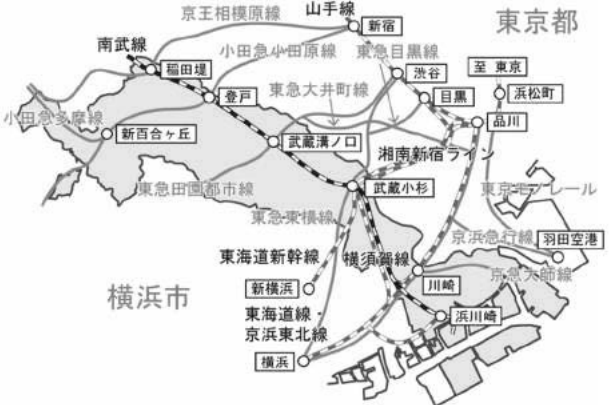 京王相模原線
山手線
東京都
新宿
南武線
小田急小田原線
東急目黒線
稲田堤
渋谷
至 東京
東急大井町線
目黒
浜松町
登戸
小田急多摩線
品川
新百合ヶ丘
武蔵溝ノ口
湘南新宿ライン
東急田園都市線
武蔵小杉
東京モノレール
東急東横線
京浜急行線
羽田空港
東海道新幹線
横須賀線
川崎
京急大師線
新横浜
横浜市
東海道線・
京浜東北線
浜川崎
横浜